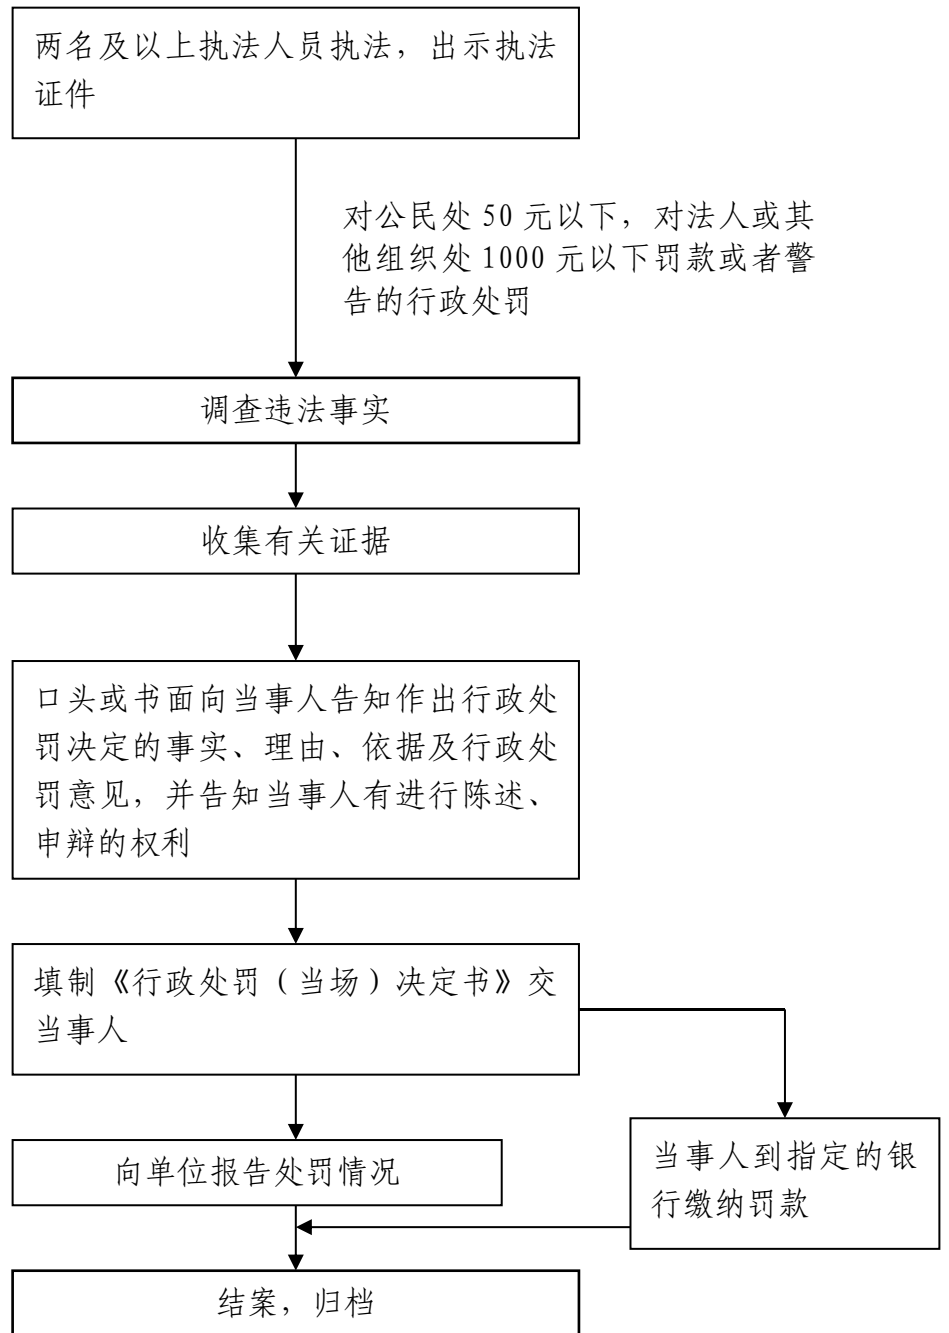 两名及以上执法人员执法，出示执法
证件
对公民处 50 元以下，对法人或其
他组织处 1000 元以下罚款或者警
告的行政处罚
调查违法事实
收集有关证据
口头或书面向当事人告知作出行政处
罚决定的事实、理由、依据及行政处
罚意见，并告知当事人有进行陈述、
申辩的权利
填制《行政处罚（当场）决定书》交
当事人
向单位报告处罚情况
当事人到指定的银
行缴纳罚款
结案，归档